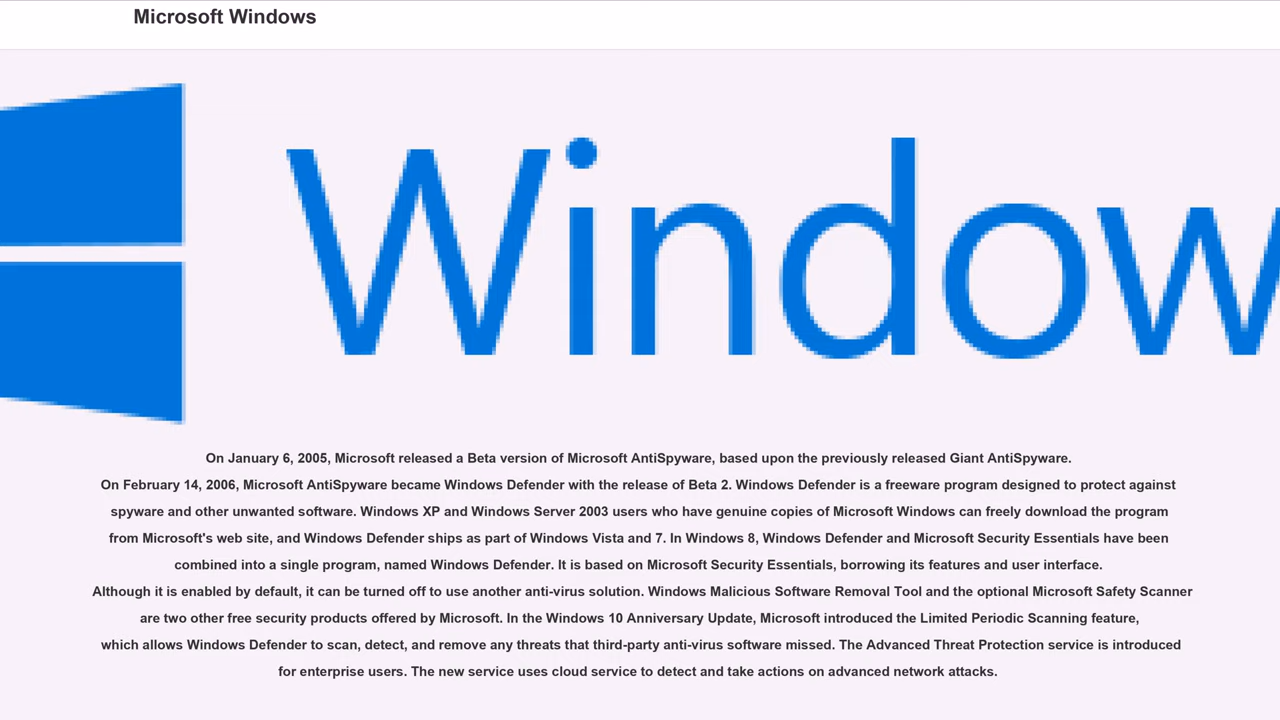 Microsoft Windows
Window
On January 6, 2005, Microsoft released a Beta version of Microsoft AntiSpyware, based upon the previously released Giant AntiSpyware.
On February 14, 2006, Microsoft AntiSpyware became Windows Defender with the release of Beta 2. Windows Defender is a freeware program designed to protect against
spyware and other unwanted software. Windows XP and Windows Server 2003 users who have genuine copies of Microsoft Windows can freely download the program
from Microsoft's web site, and Windows Defender ships as part of Windows Vista and 7. In Windows 8, Windows Defender and Microsoft Security Essentials have been
combined into a single program, named Windows Defender. It is based on Microsoft Security Essentials, borrowing its features and user interface.
Although it is enabled by default, it can be turned off to use another anti-virus solution. Windows Malicious Software Removal Tool and the optional Microsoft Safety Scanner
are two other free security products offered by Microsoft. In the Windows 10 Anniversary Update, Microsoft introduced the Limited Periodic Scanning feature,
which allows Windows Defender to scan, detect, and remove any threats that third-party anti-virus software missed. The Advanced Threat Protection service is introduced
for enterprise users. The new service uses cloud service to detect and take actions on advanced network attacks.